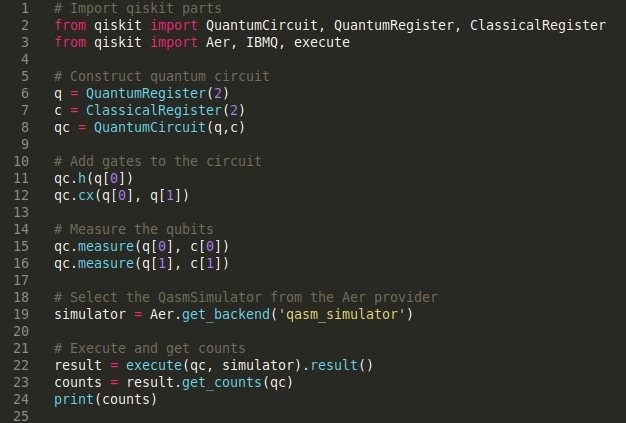 1 # Import qiskit parts
2 from qiskit import QuantumCircuit, QuantumRegister, ClassicalRegister
3 from qiskit import Aer, IBMQ, execute
4
5 # Construct quantum circuit
6 q = QuantumRegister(2)
7 c = ClassicalRegister(2)
8 qc = QuantumCircuit(q,c)
9
10 # Add gates to the circuit
11 qc.h(q[0])
12 qc.cx(q[0], q[1])
13
14 # Measure the qubits
15 qc.measure(q[0], c[0])
16 qc.measure(q[1], c[1])
17
18 # Select the QasmSimulator from the Aer provider
19 simulator = Aer.get_backend('qasm_simulator')
20
21 # Execute and get counts
22 result = execute(qc, simulator).result()
23 counts = result.get_counts(qc)
24 print(counts)
25